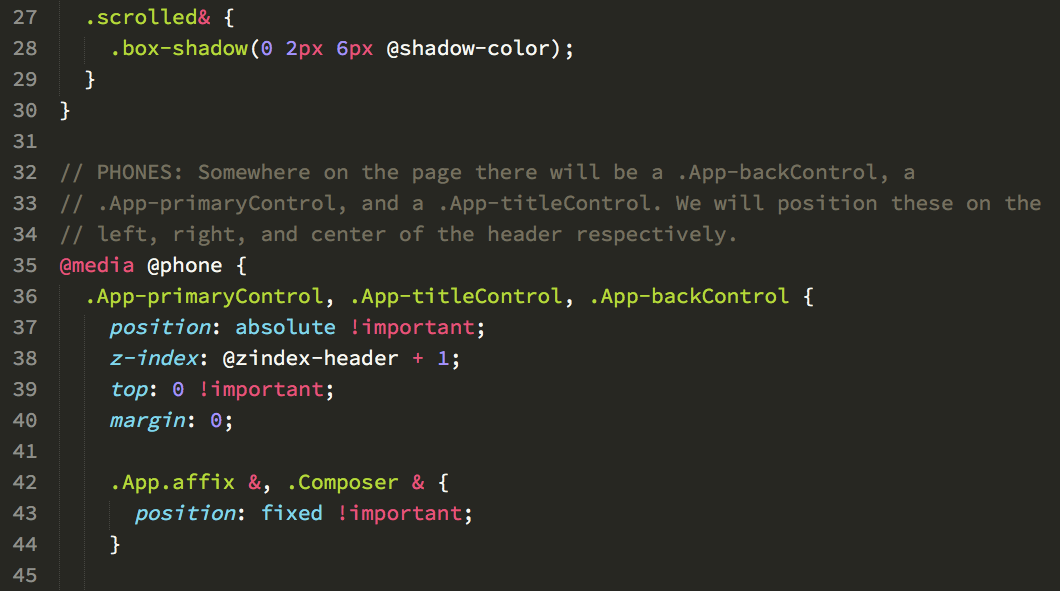 27 .scrolled& {
28 .box-shadow(0 2px 6px @shadow-color);
29 }
30 }
31
32 // PHONES: Somewhere on the page there will be a .App-backControl, a
33 // .App-primaryControl, and a .App-titleControl. We will position these on the
34 // left, right, and center of the header respectively.
35 @media @phone {
36 .App-primaryControl, .App-titleControl, .App-backControl {
37 position: absolute !important;
38 z-index: @zindex-header + 1;
39 top: 0 !important;
40 margin: 0;
41
42 .App.affix &, .Composer & {
43 position: fixed !important;
44 }
45